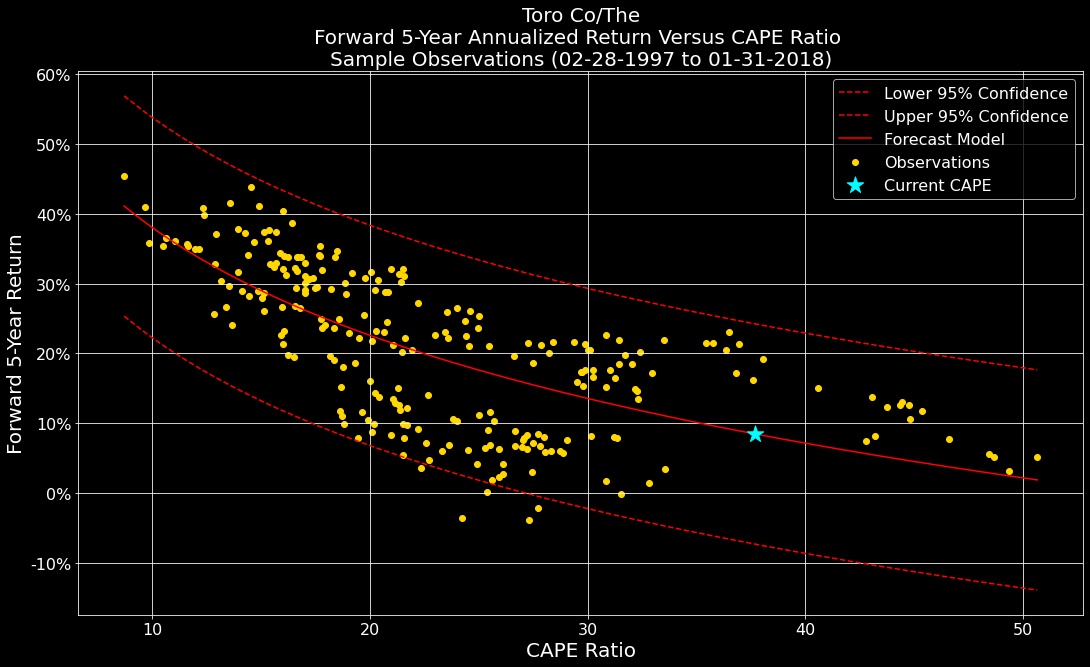 Toro Co/The
Forward 5-Year Annualized Return Versus CAPE Ratio
Sample Observations (02-28-1997 to 01-31-2018)
60%
50%
40%
30%
20%
10%
0%
-10%
Forward 5-Year Return
Lower 95% Confidence
Upper 95% Confidence
Forecast Model
Observations
Current CAPE
10
20
30
40
50
CAPE Ratio